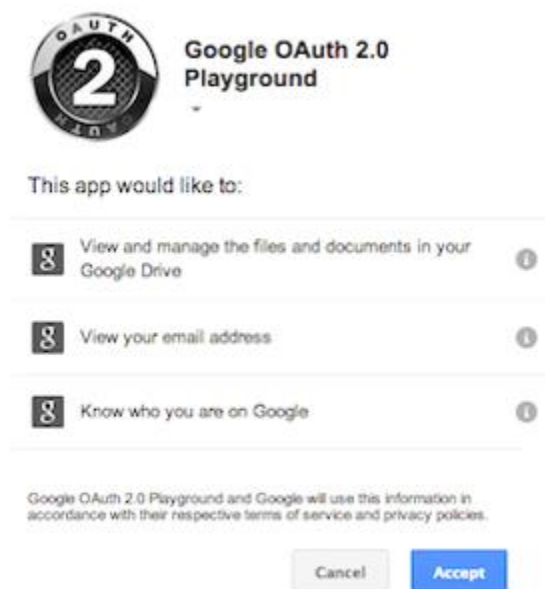 OAUTH
2
OAUTH
Google OAuth 2.0
Playground
This app would like to:
View and manage the files and documents in your
Google Drive
View your email address
Know who you are on Google
Google OAuth 2.0 Playground and Google will use this information in
accordance with their respective terms of service and privacy policies.
Cancel
Accept